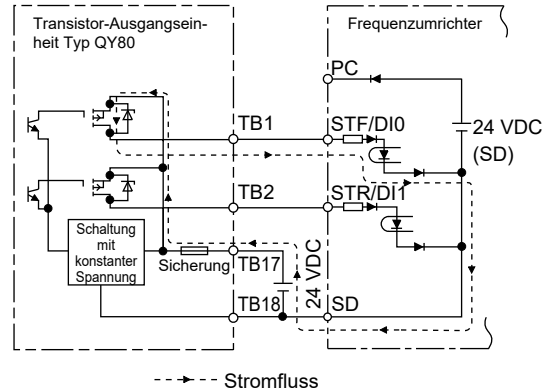 Transistor-Ausgangsein-
heit Typ QY80
Frequenzumrichter
PC
TB1
STF/DI0
24 VDC
(SD)
TB2
STR/DI1
Schaltung
mit
konstanter
Spannung
Sicherung
TB17
24 VDC
TB18
SD
Stromfluss